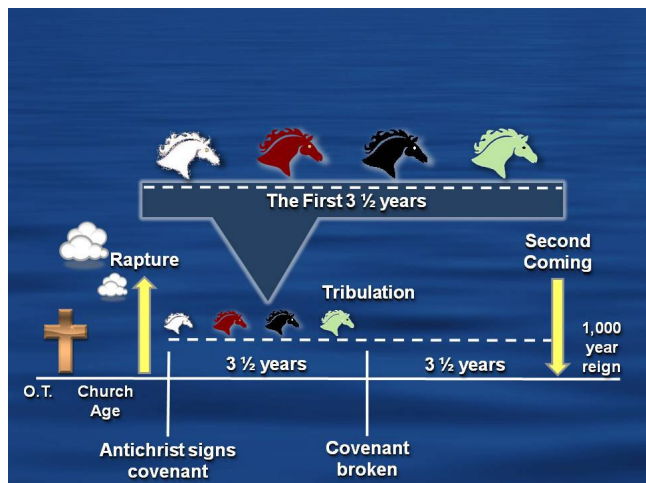 The First 3 ½ years
Second
Coming
Rapture
Tribulation
1,000
year
reign
3 ½ years
3 ½ years
O.T.
Church
Age
Antichrist signs
covenant
Covenant
broken